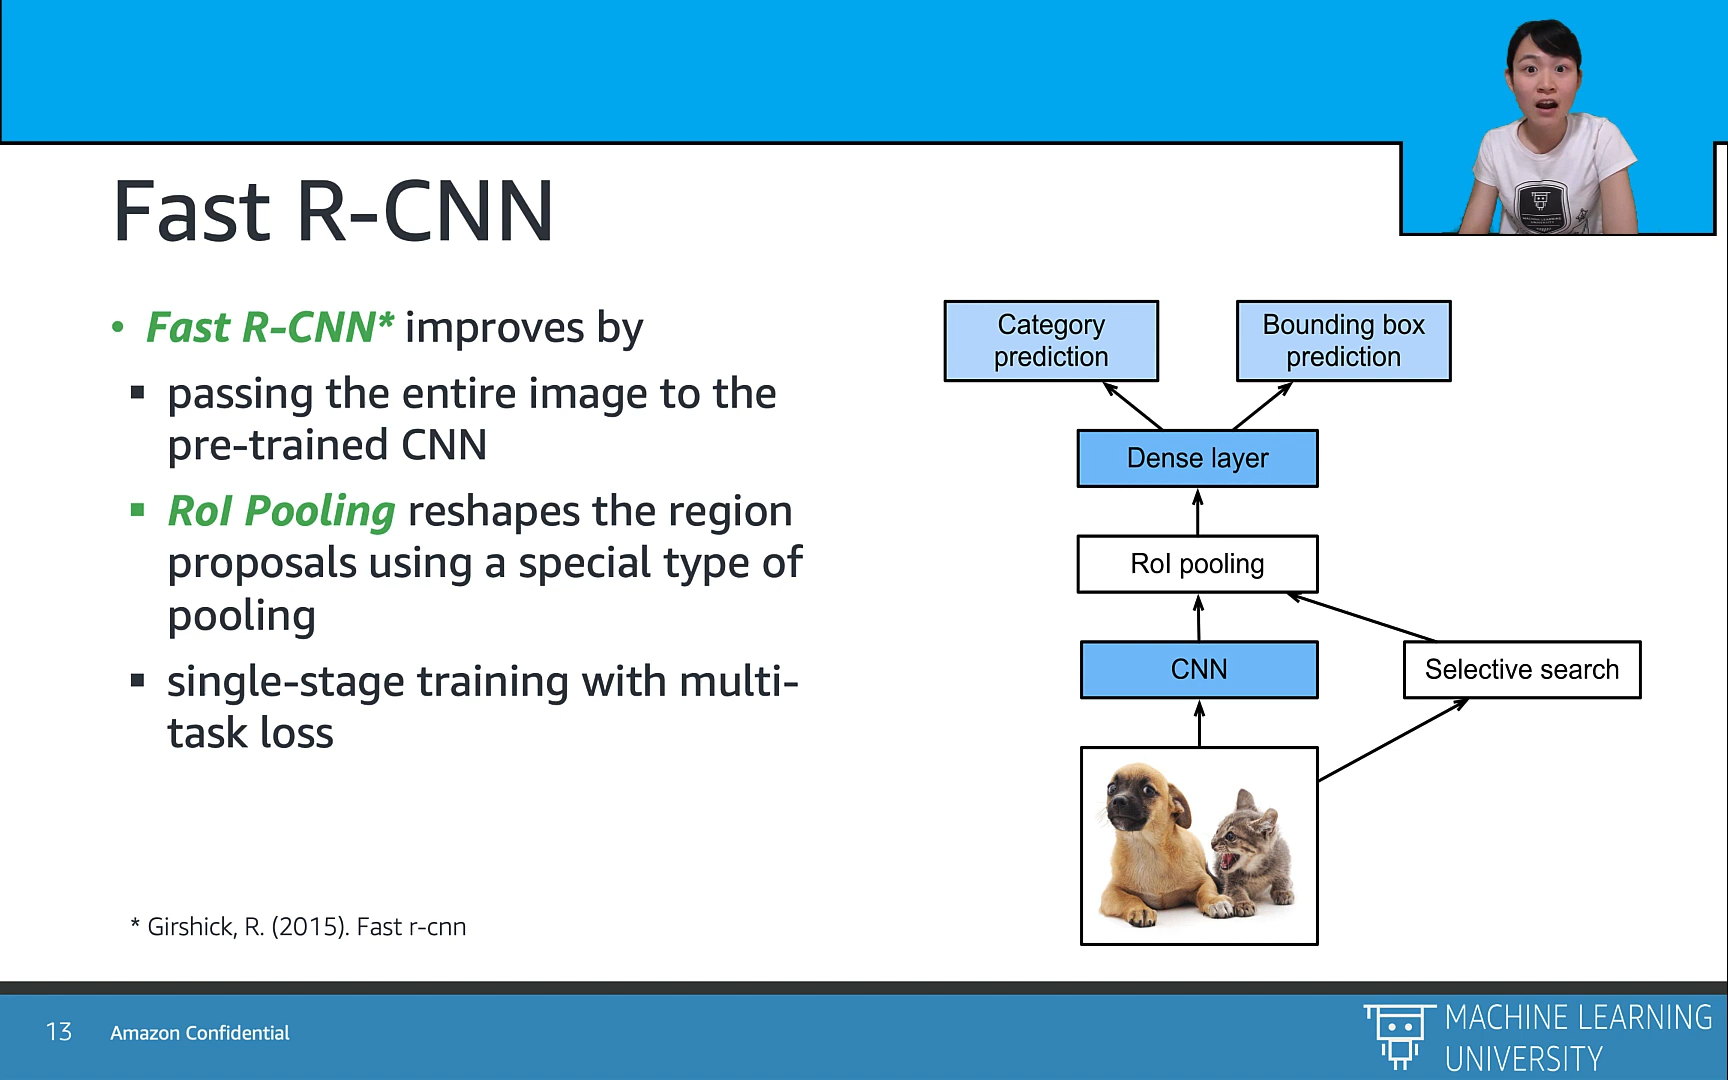 Fast R-CNN
• Fast R-CNN* improves by
▪ passing the entire image to the
pre-trained CNN
▪ RoI Pooling reshapes the region
proposals using a special type of
pooling
▪ single-stage training with multi-
task loss
* Girshick, R. (2015). Fast r-cnn
Category
prediction
Bounding box
prediction
Dense layer
RoI pooling
CNN
Selective search
13
Amazon Confidential
MACHINE LEARNING
UNIVERSITY